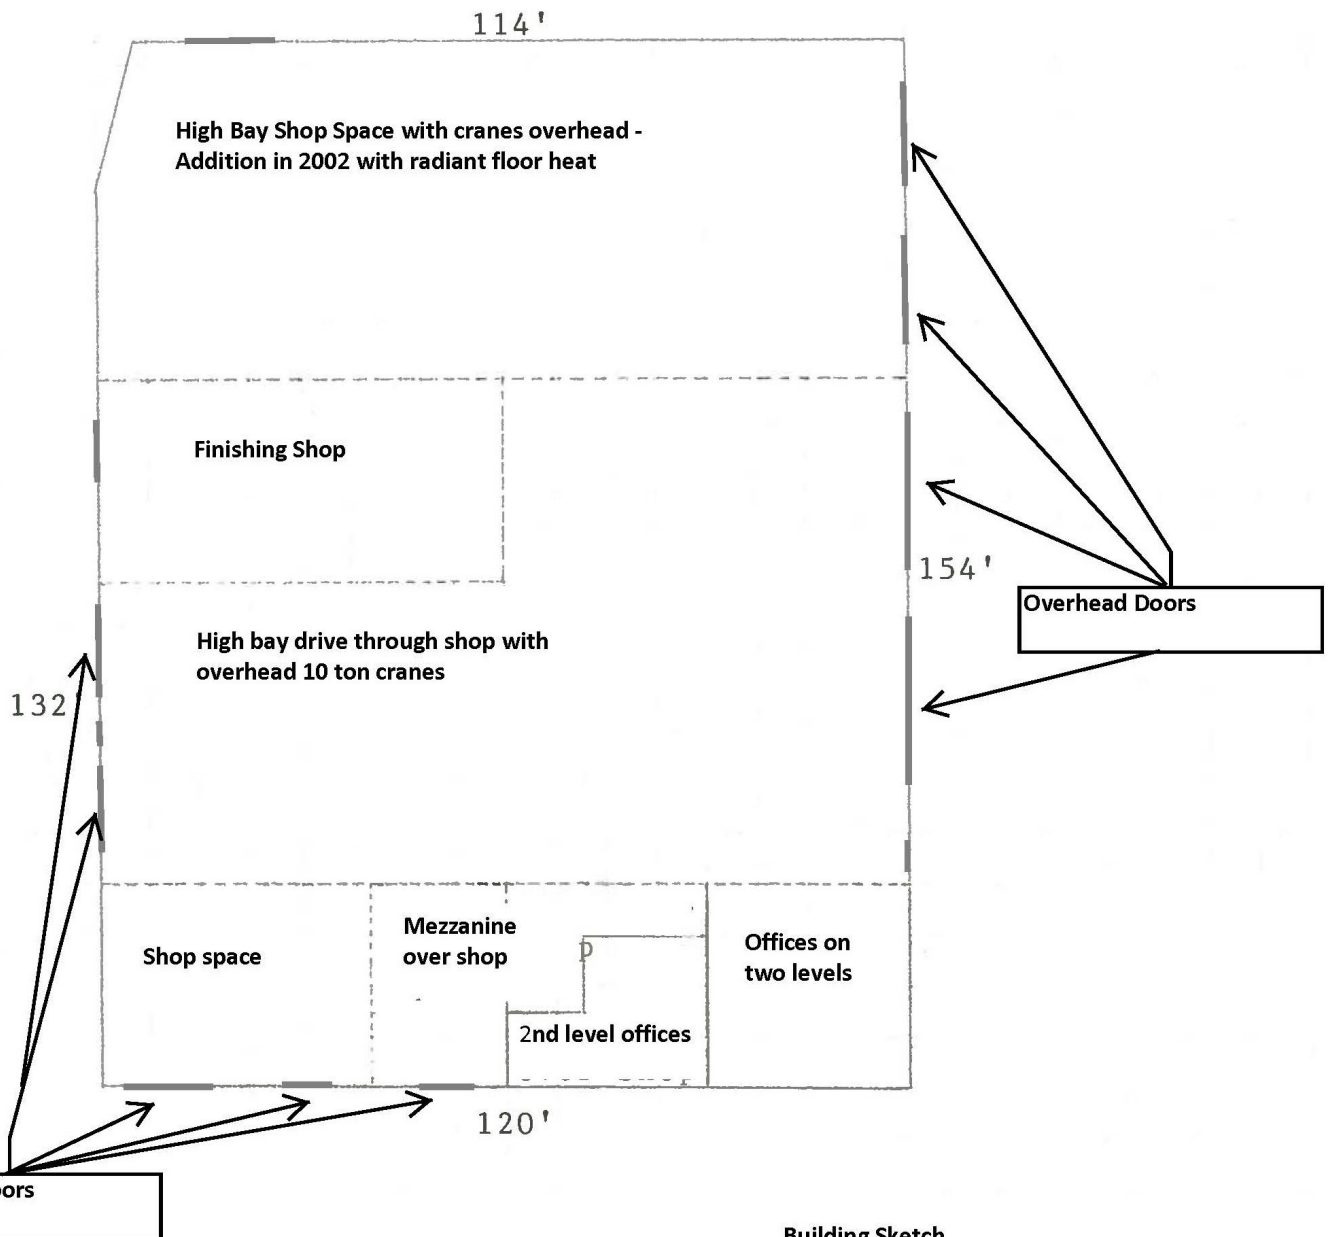 114'
High Bay Shop Space with cranes overhead -
Addition in 2002 with radiant floor heat
Finishing Shop
154'
Overhead Doors
High bay drive through shop with
overhead 10 ton cranes
132'
Mezzanine
over shop
Shop space
p
Offices on
two levels
2nd level offices
120'
oors
Building Sketch